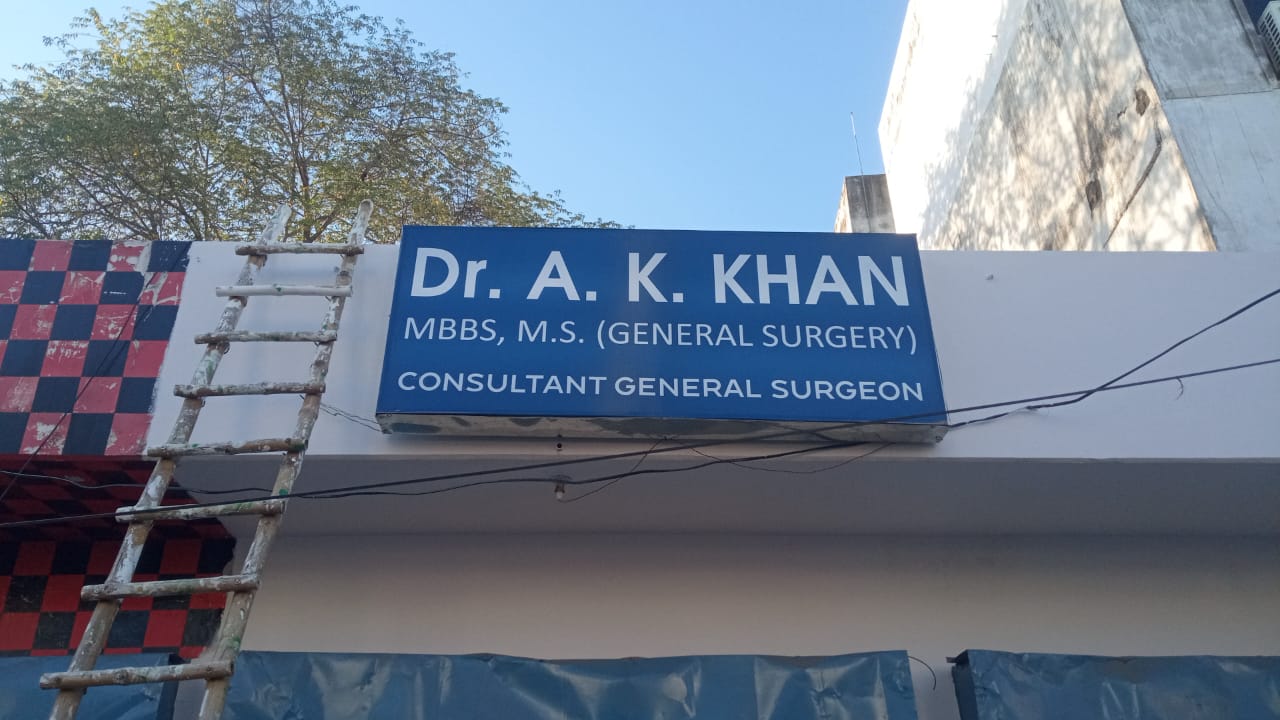 Dr. A. K. KHAN
MBBS, M.S. (GENERAL SURGERY)
CONSULTANT GENERAL SURGEON